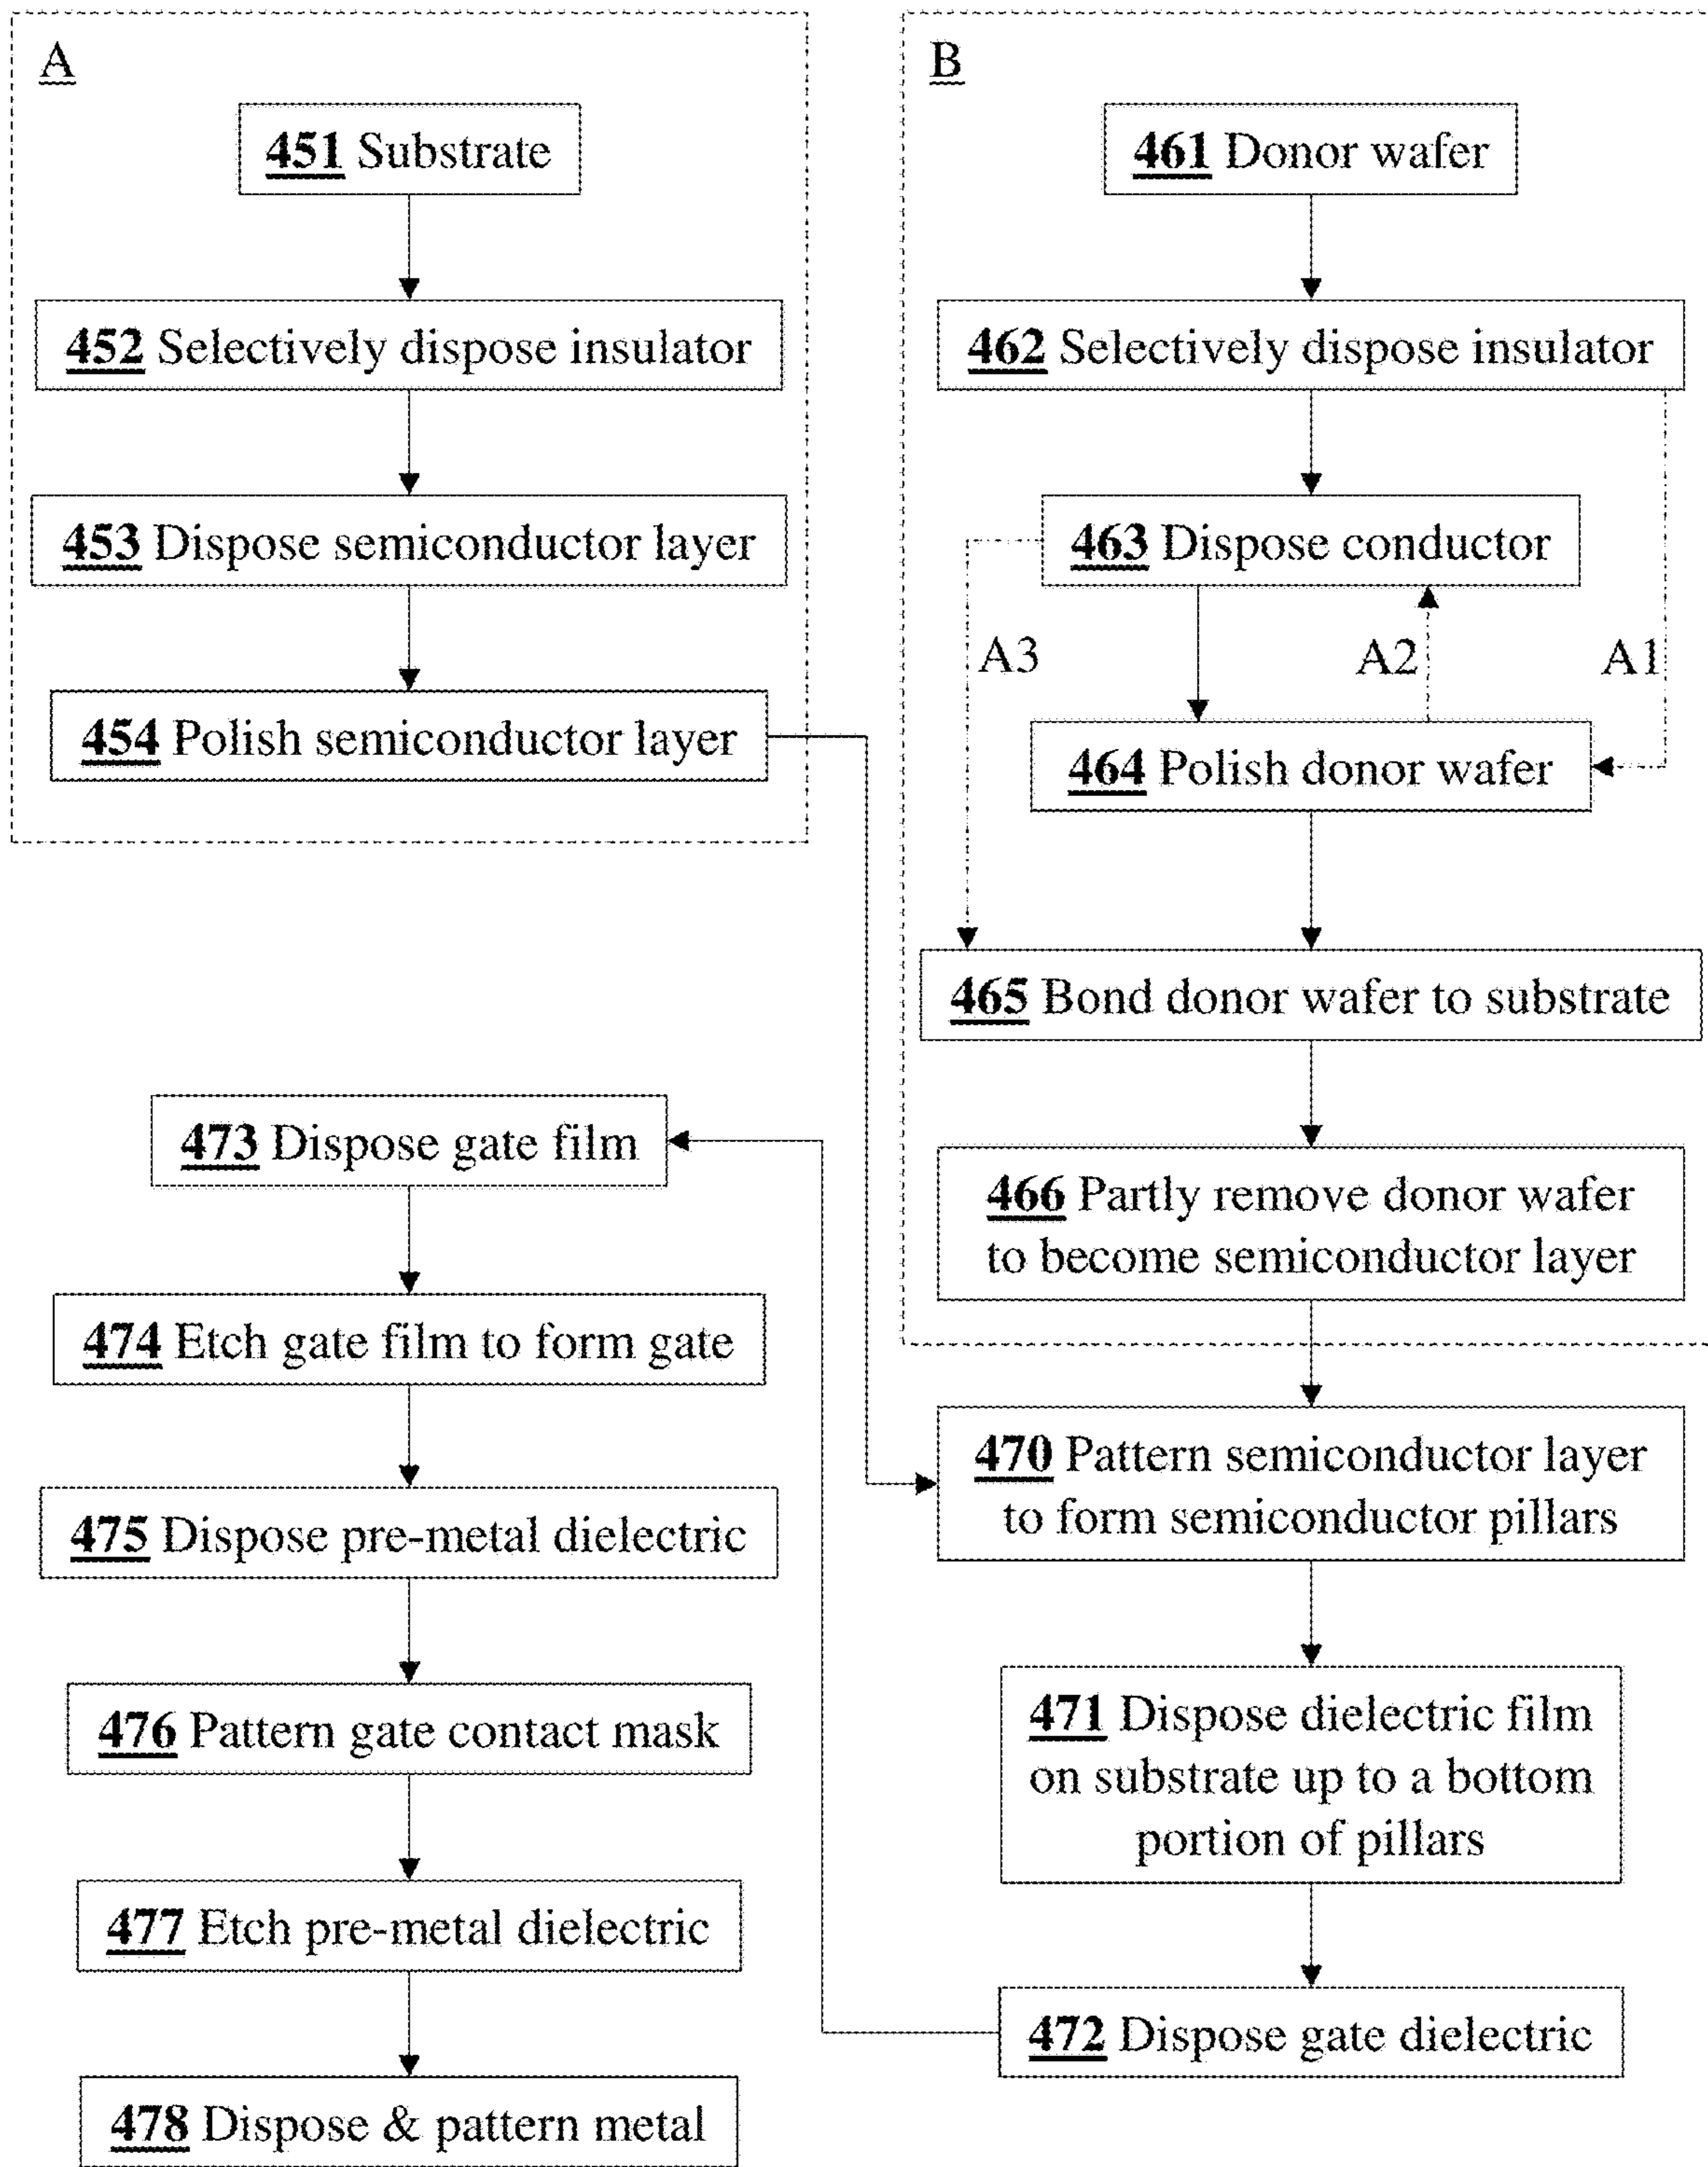 A
451 Substrate
452 Selectively dispose insulator
453 Dispose semiconductor layer
454 Polish semiconductor layer
B
461 Donor wafer
462 Selectively dispose insulator
463 Dispose conductor
A3
A2
A1
464 Polish donor wafer
465 Bond donor wafer to substrate
466 Partly remove donor wafer
to become semiconductor layer
470 Pattern semiconductor layer
to form semiconductor pillars
471 Dispose dielectric film
on substrate up to a bottom
portion of pillars
472 Dispose gate dielectric
473 Dispose gate film
474 Etch gate film to form gate
475 Dispose pre-metal dielectric
476 Pattern gate contact mask
477 Etch pre-metal dielectric
478 Dispose & pattern metal